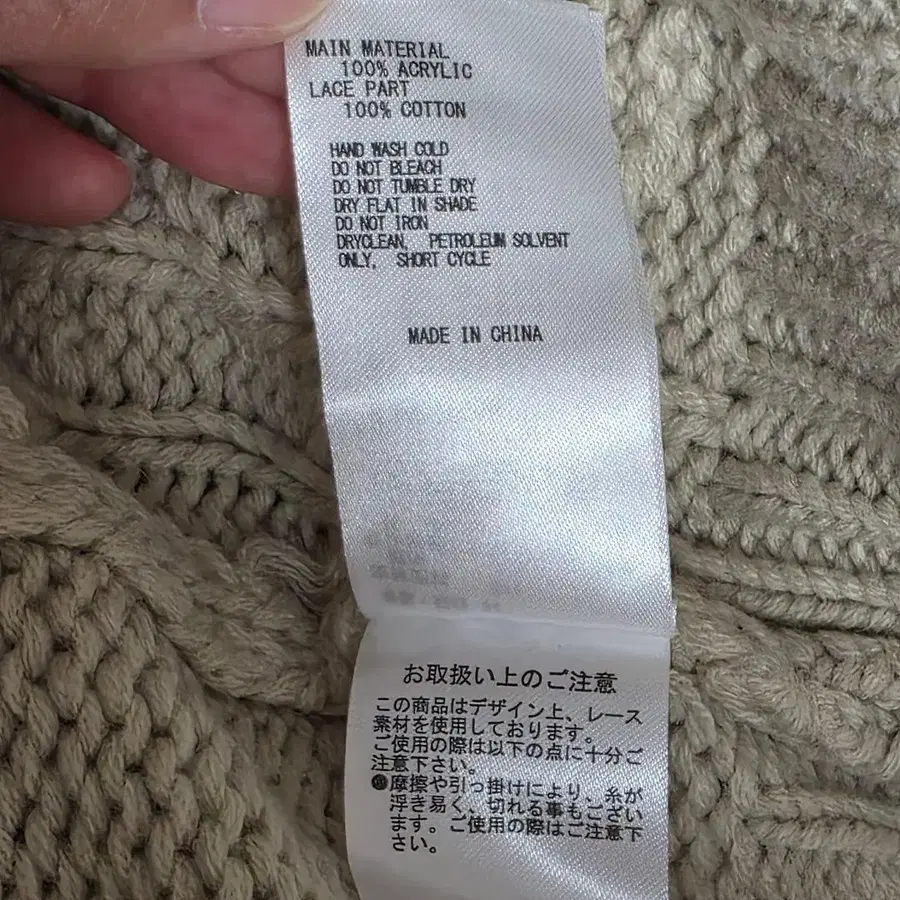 MAIN MATERIAL
100% ACRYLIC
LACE PART
100% COTTON
HAND WASH COLD
DO NOT BLEACH
DO NOT TUMBLE DRY
DRY FLAT IN SHADE
DO NOT IRON
DRYCLEAN, PETROLEUM SOLVENT
ONLY, SHORT CYCLE
MADE IN CHINA
お取扱い上のご注意
この商品はデザイン上、レース
素材を使用しております。
ご使用の際は以下の点に十分ご
注意下さい。
●摩擦や引っ掛けにより、糸が
浮き易く、切れる事もござい
ます。ご使用の際はご注意下
さい。